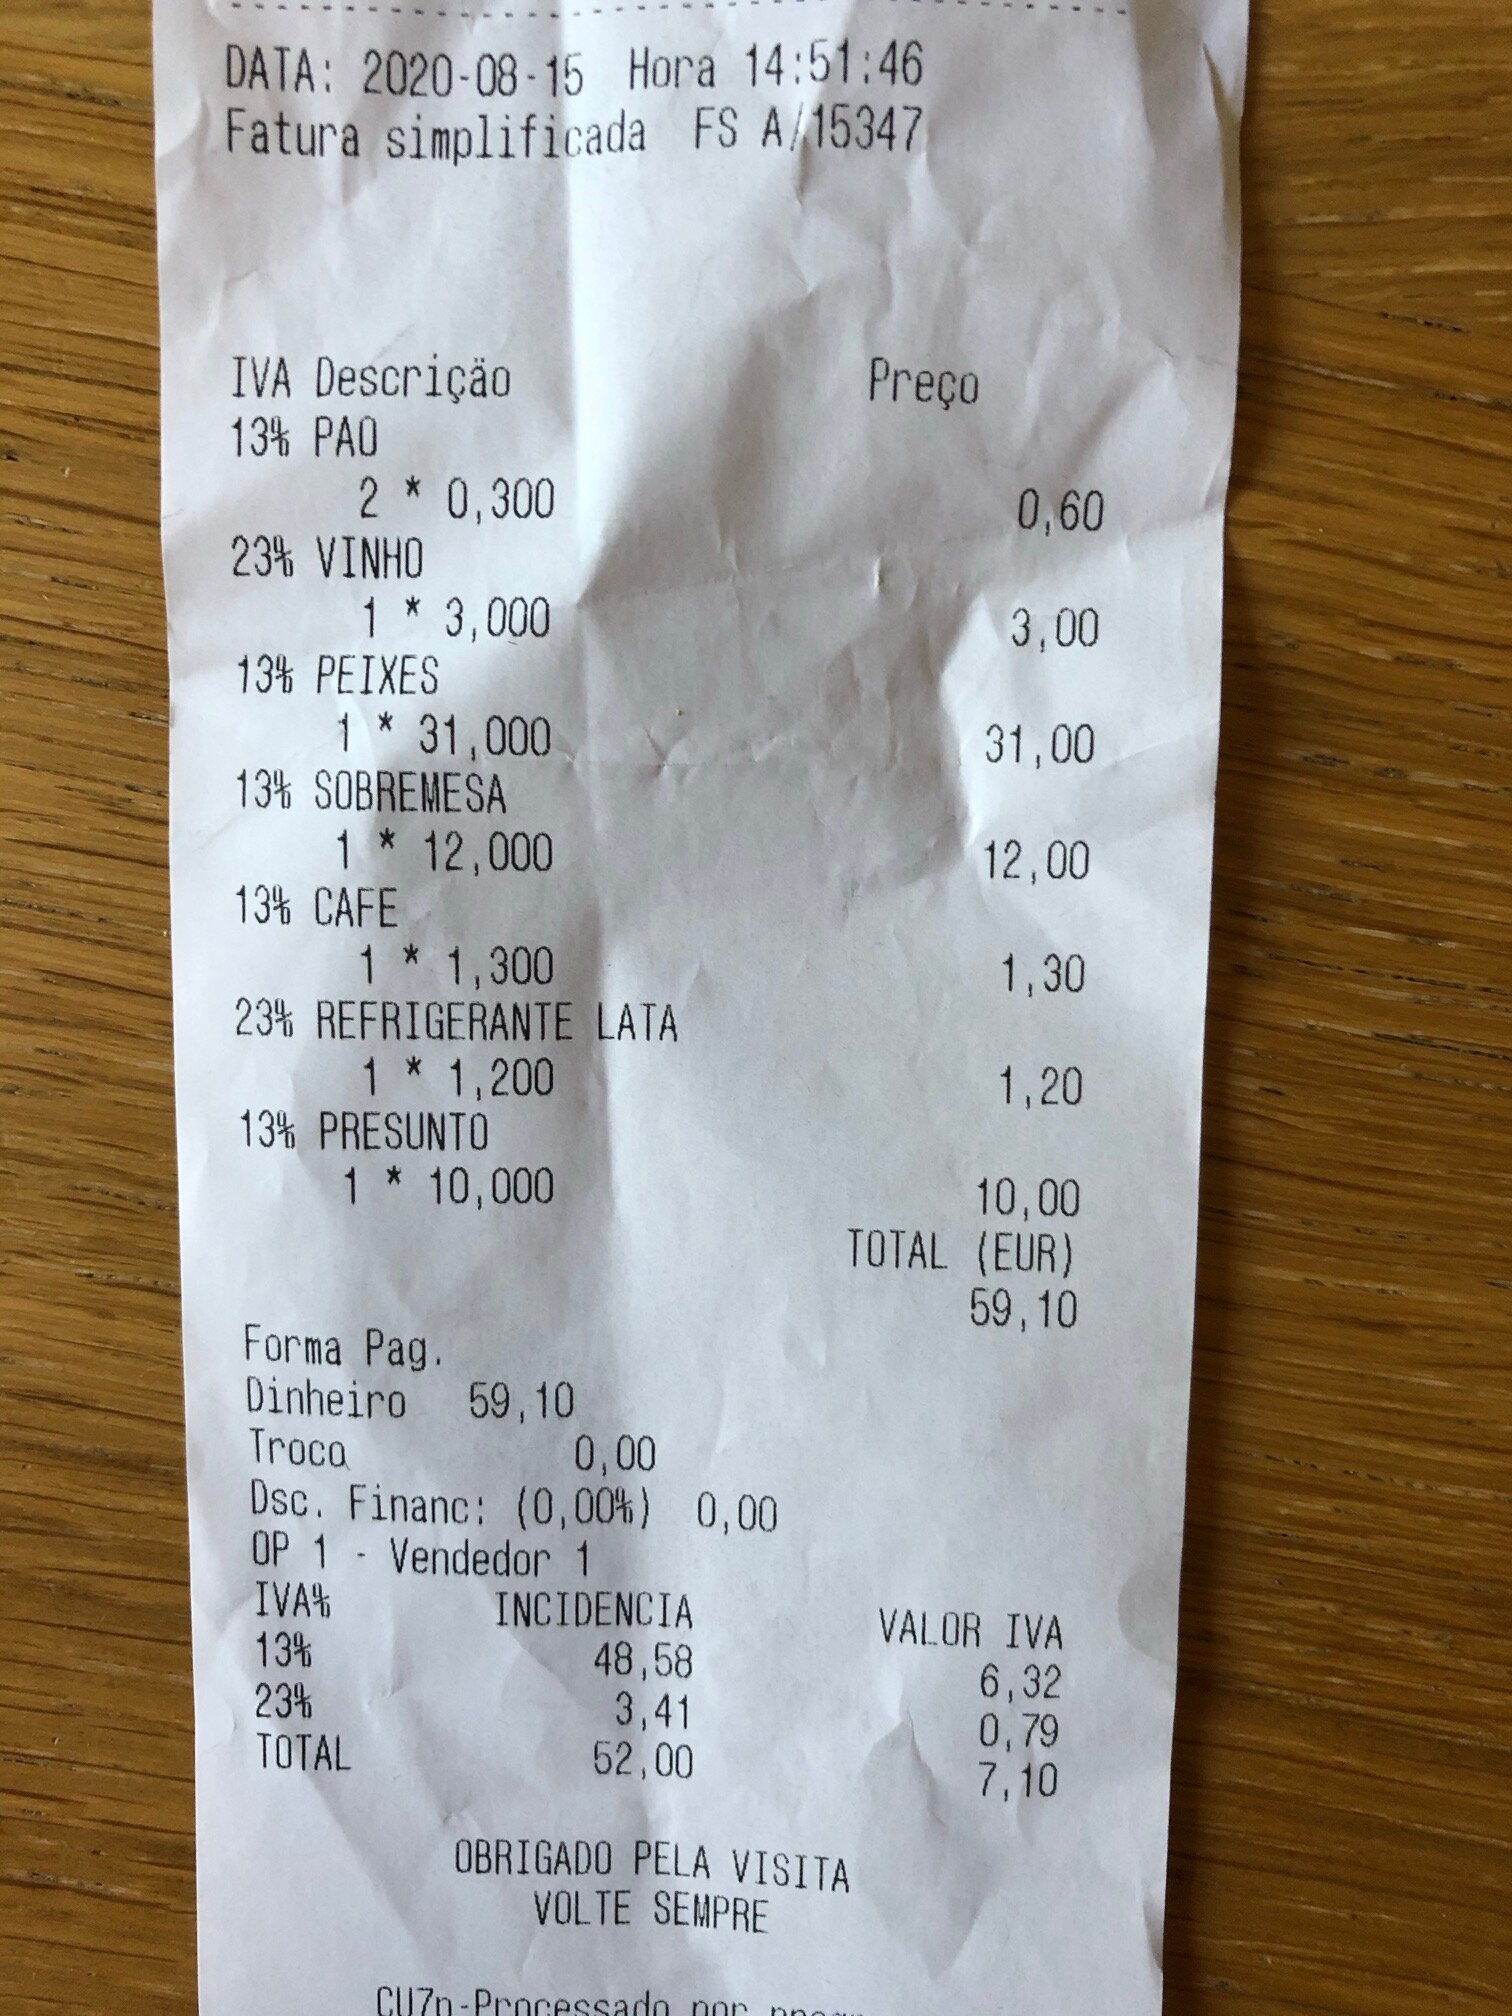 DATA: 2020-08-15 Hora 14:51:46
Fatura simplificada FS A/15347
IVA Descrição Preço
13% PAO
2 * 0,300 0,60
23% VINHO
1 * 3,000 3,00
13% PEIXES
1 * 31,000 31,00
13% SOBREMESA
1 * 12,000 12,00
13% CAFE
1 * 1,300 1,30
23% REFRIGERANTE LATA
1 * 1,200 1,20
13% PRESUNTO
1 * 10,000 10,00
TOTAL (EUR)
59,10
Forma Pag.
Dinheiro 59,10
Troco 0,00
Dsc. Financ: (0,00%) 0,00
OP 1 - Vendedor 1
IVA% INCIDENCIA VALOR IVA
13% 48,58 6,32
23% 3,41 0,79
TOTAL 52,00 7,10
OBRIGADO PELA VISITA
VOLTE SEMPRE
CU7p-Processado por